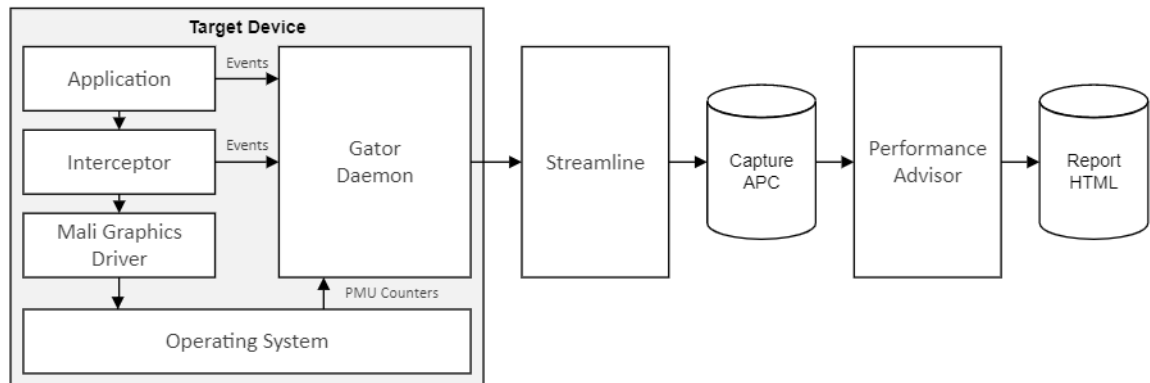 Target Device
Application
Events
Interceptor
Events
Mali Graphics
Driver
Operating System
PMU Counters
Gator
Daemon
Streamline
Capture
APC
Performance
Advisor
Report
HTML